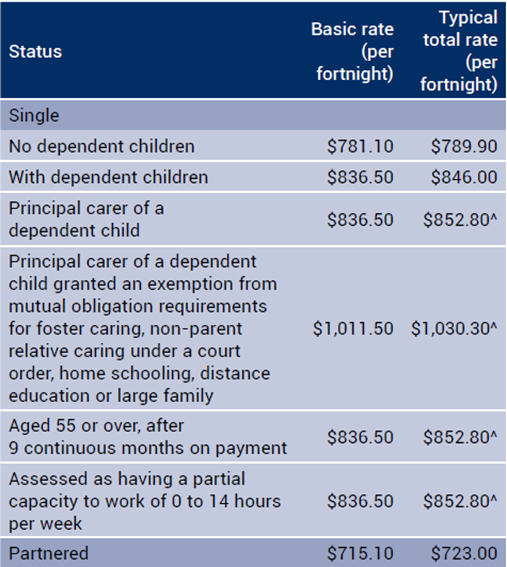 Status Basic rate (per fortnight) Typical total rate (per fortnight)
Single
No dependent children $781.10 $789.90
With dependent children $836.50 $846.00
Principal carer of a
dependent child $836.50 $852.80^
Principal carer of a dependent
child granted an exemption from
mutual obligation requirements
for foster caring, non-parent $1,011.50 $1,030.30^
relative caring under a court
order, home schooling, distance
education or large family
Aged 55 or over, after
9 continuous months on payment $836.50 $852.80^
Assessed as having a partial
capacity to work of 0 to 14 hours $836.50 $852.80^
per week
Partnered $715.10 $723.00